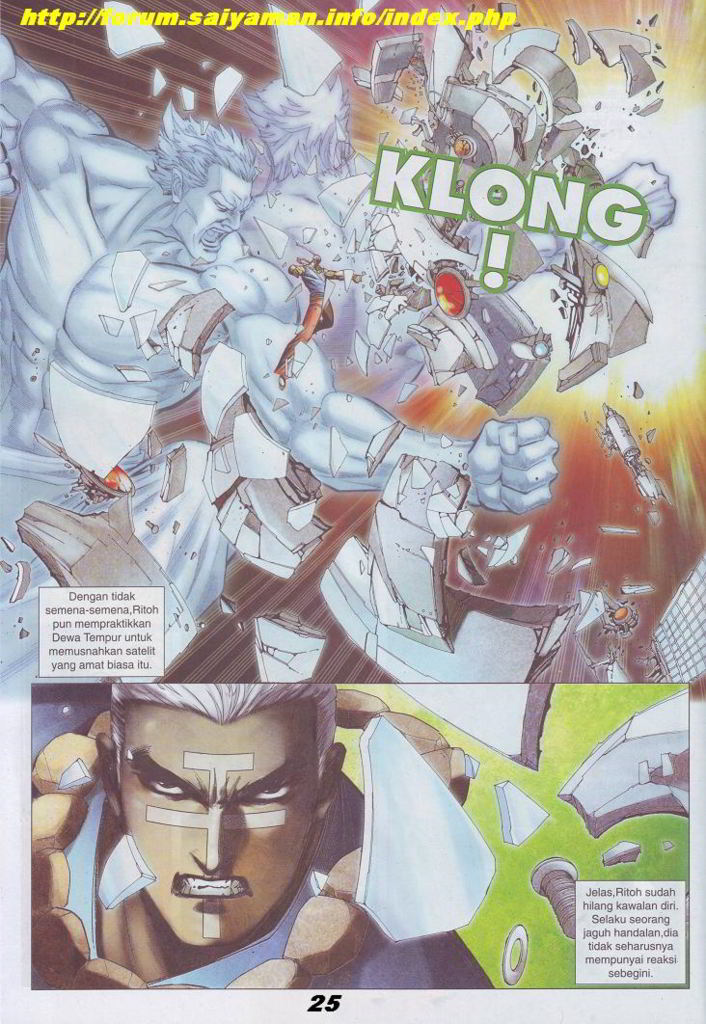 http://forum.saiyaman.info/index.php
KLONG
!
Dengan tidak
semena-semena,Ritoh
pun mempraktikkan
Dewa Tempur untuk
memusnahkan satelit
yang amat biasa itu.
Jelas,Ritoh sudah
hilang kawalan diri.
Selaku seorang
jaguh handalan,dia
tidak seharusnya
mempunyai reaksi
sebegini.
25